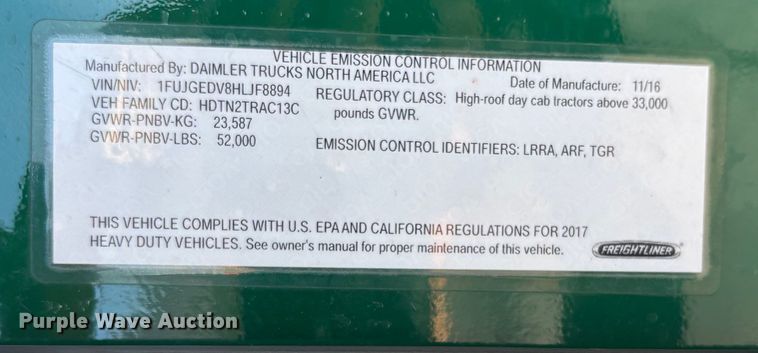 VEHICLE EMISSION CONTROL INFORMATION
Manufactured By: DAIMLER TRUCKS NORTH AMERICA LLC
Date of Manufacture: 11/16
VIN/NIV: 1FUJGEDV8HLJF8894
REGULATORY CLASS: High-roof day cab tractors above 33,000
VEH FAMILY CD: HDTN2TRAC13C
pounds GVWR.
GVWR-PNBV-KG: 23,587
GVWR-PNBV-LBS: 52,000
EMISSION CONTROL IDENTIFIERS: LRRA, ARF, TGR
THIS VEHICLE COMPLIES WITH U.S. EPA AND CALIFORNIA REGULATIONS FOR 2017
HEAVY DUTY VEHICLES. See owner's manual for proper maintenance of this vehicle.
FREIGHTLINER
Purple Wave Auction